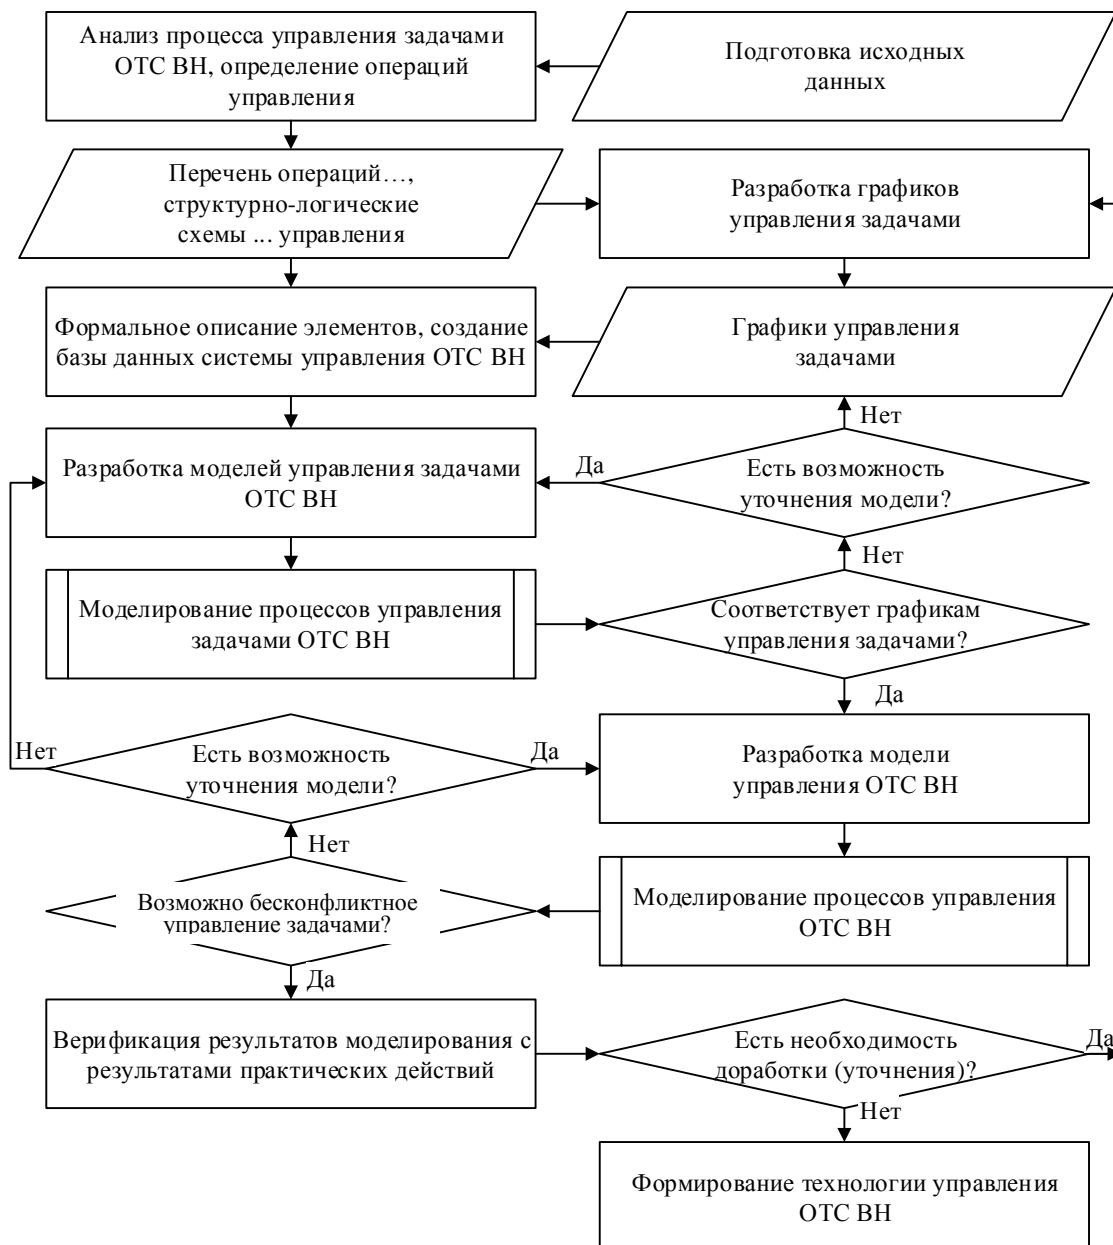 Анализ процесса управления задачами
ОТС ВН, определение операций
управления
Подготовка исходных
данных
Перечень операций…,
структурно-логические
схемы ... управления
Разработка графиков
управления задачами
Формальное описание элементов, создание
базы данных системы управления ОТС ВН
Графики управления
задачами
Нет
Разработка моделей управления задачами
ОТС ВН
Да
Есть возможность
уточнения модели?
Нет
Моделирование процессов управления
задачами ОТС ВН
Соответствует графикам
управления задачами?
Да
Нет
Есть возможность
уточнения модели?
Да
Разработка модели
управления ОТС ВН
Нет
Возможно бесконфликтное
управление задачами?
Моделирование процессов управления
ОТС ВН
Да
Верификация результатов моделирования с
результатами практических действий
Есть необходимость
доработки (уточнения)?
Да
Нет
Формирование технологии управления
ОТС ВН